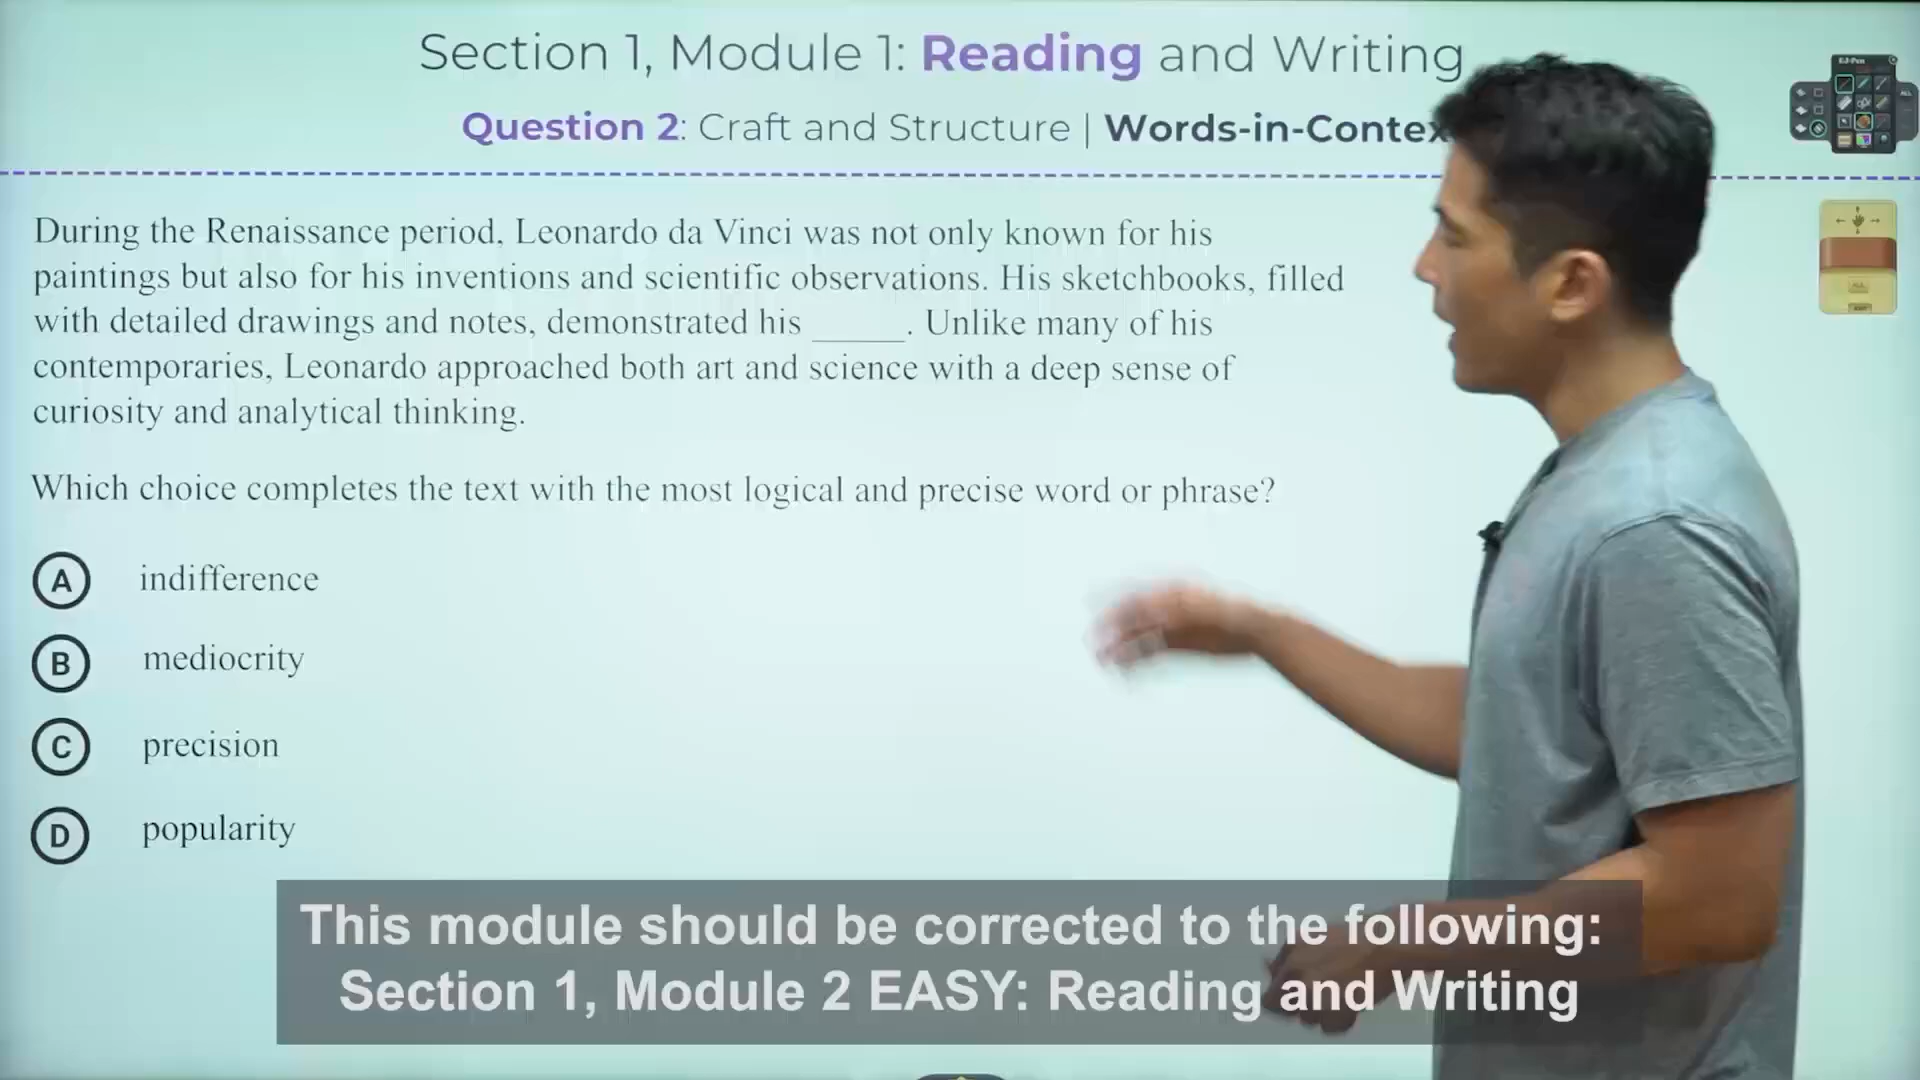 Section 1, Module 1: Reading and Writing
Question 2: Craft and Structure | Words-in-Contex
During the Renaissance period, Leonardo da Vinci was not only known for his
paintings but also for his inventions and scientific observations. His sketchbooks, filled
with detailed drawings and notes, demonstrated his _____. Unlike many of his
contemporaries, Leonardo approached both art and science with a deep sense of
curiosity and analytical thinking.
Which choice completes the text with the most logical and precise word or phrase?
A indifference
B mediocrity
C precision
D popularity
This module should be corrected to the following:
Section 1, Module 2 EASY: Reading and Writing
EJ-Pen
ALL
ALL